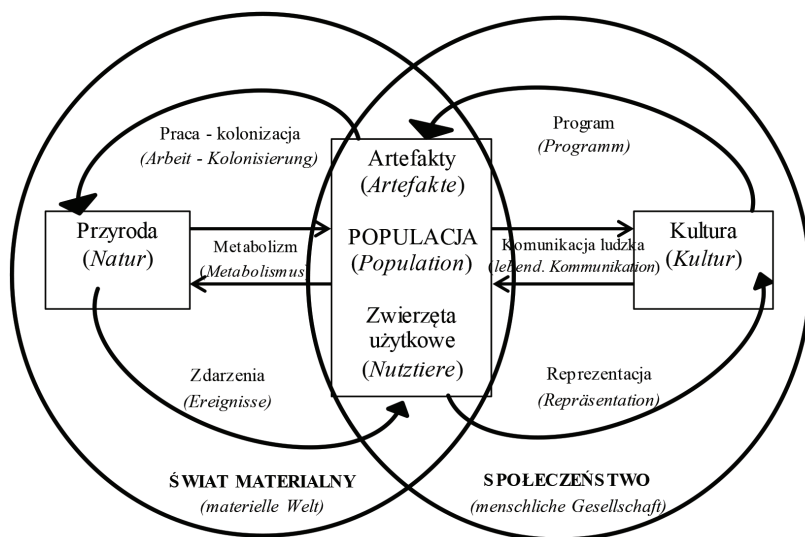 Praca - kolonizacja
(Arbeit - Kolonisierung)
Program
(Programm)
Przyroda
(Natur)
Metabolizm
(Metabolismus)
Artefakty
(Artefakte)
POPULACJA
(Population)
Zwierzęta
użytkowe
(Nutztiere)
Komunikacja ludzka
(lebend. Kommunikation)
Kultura
(Kultur)
Zdarzenia
(Ereignisse)
Reprezentacja
(Repräsentation)
ŚWIAT MATERIALNY
(materielle Welt)
SPOŁECZEŃSTWO
(menschliche Gesellschaft)